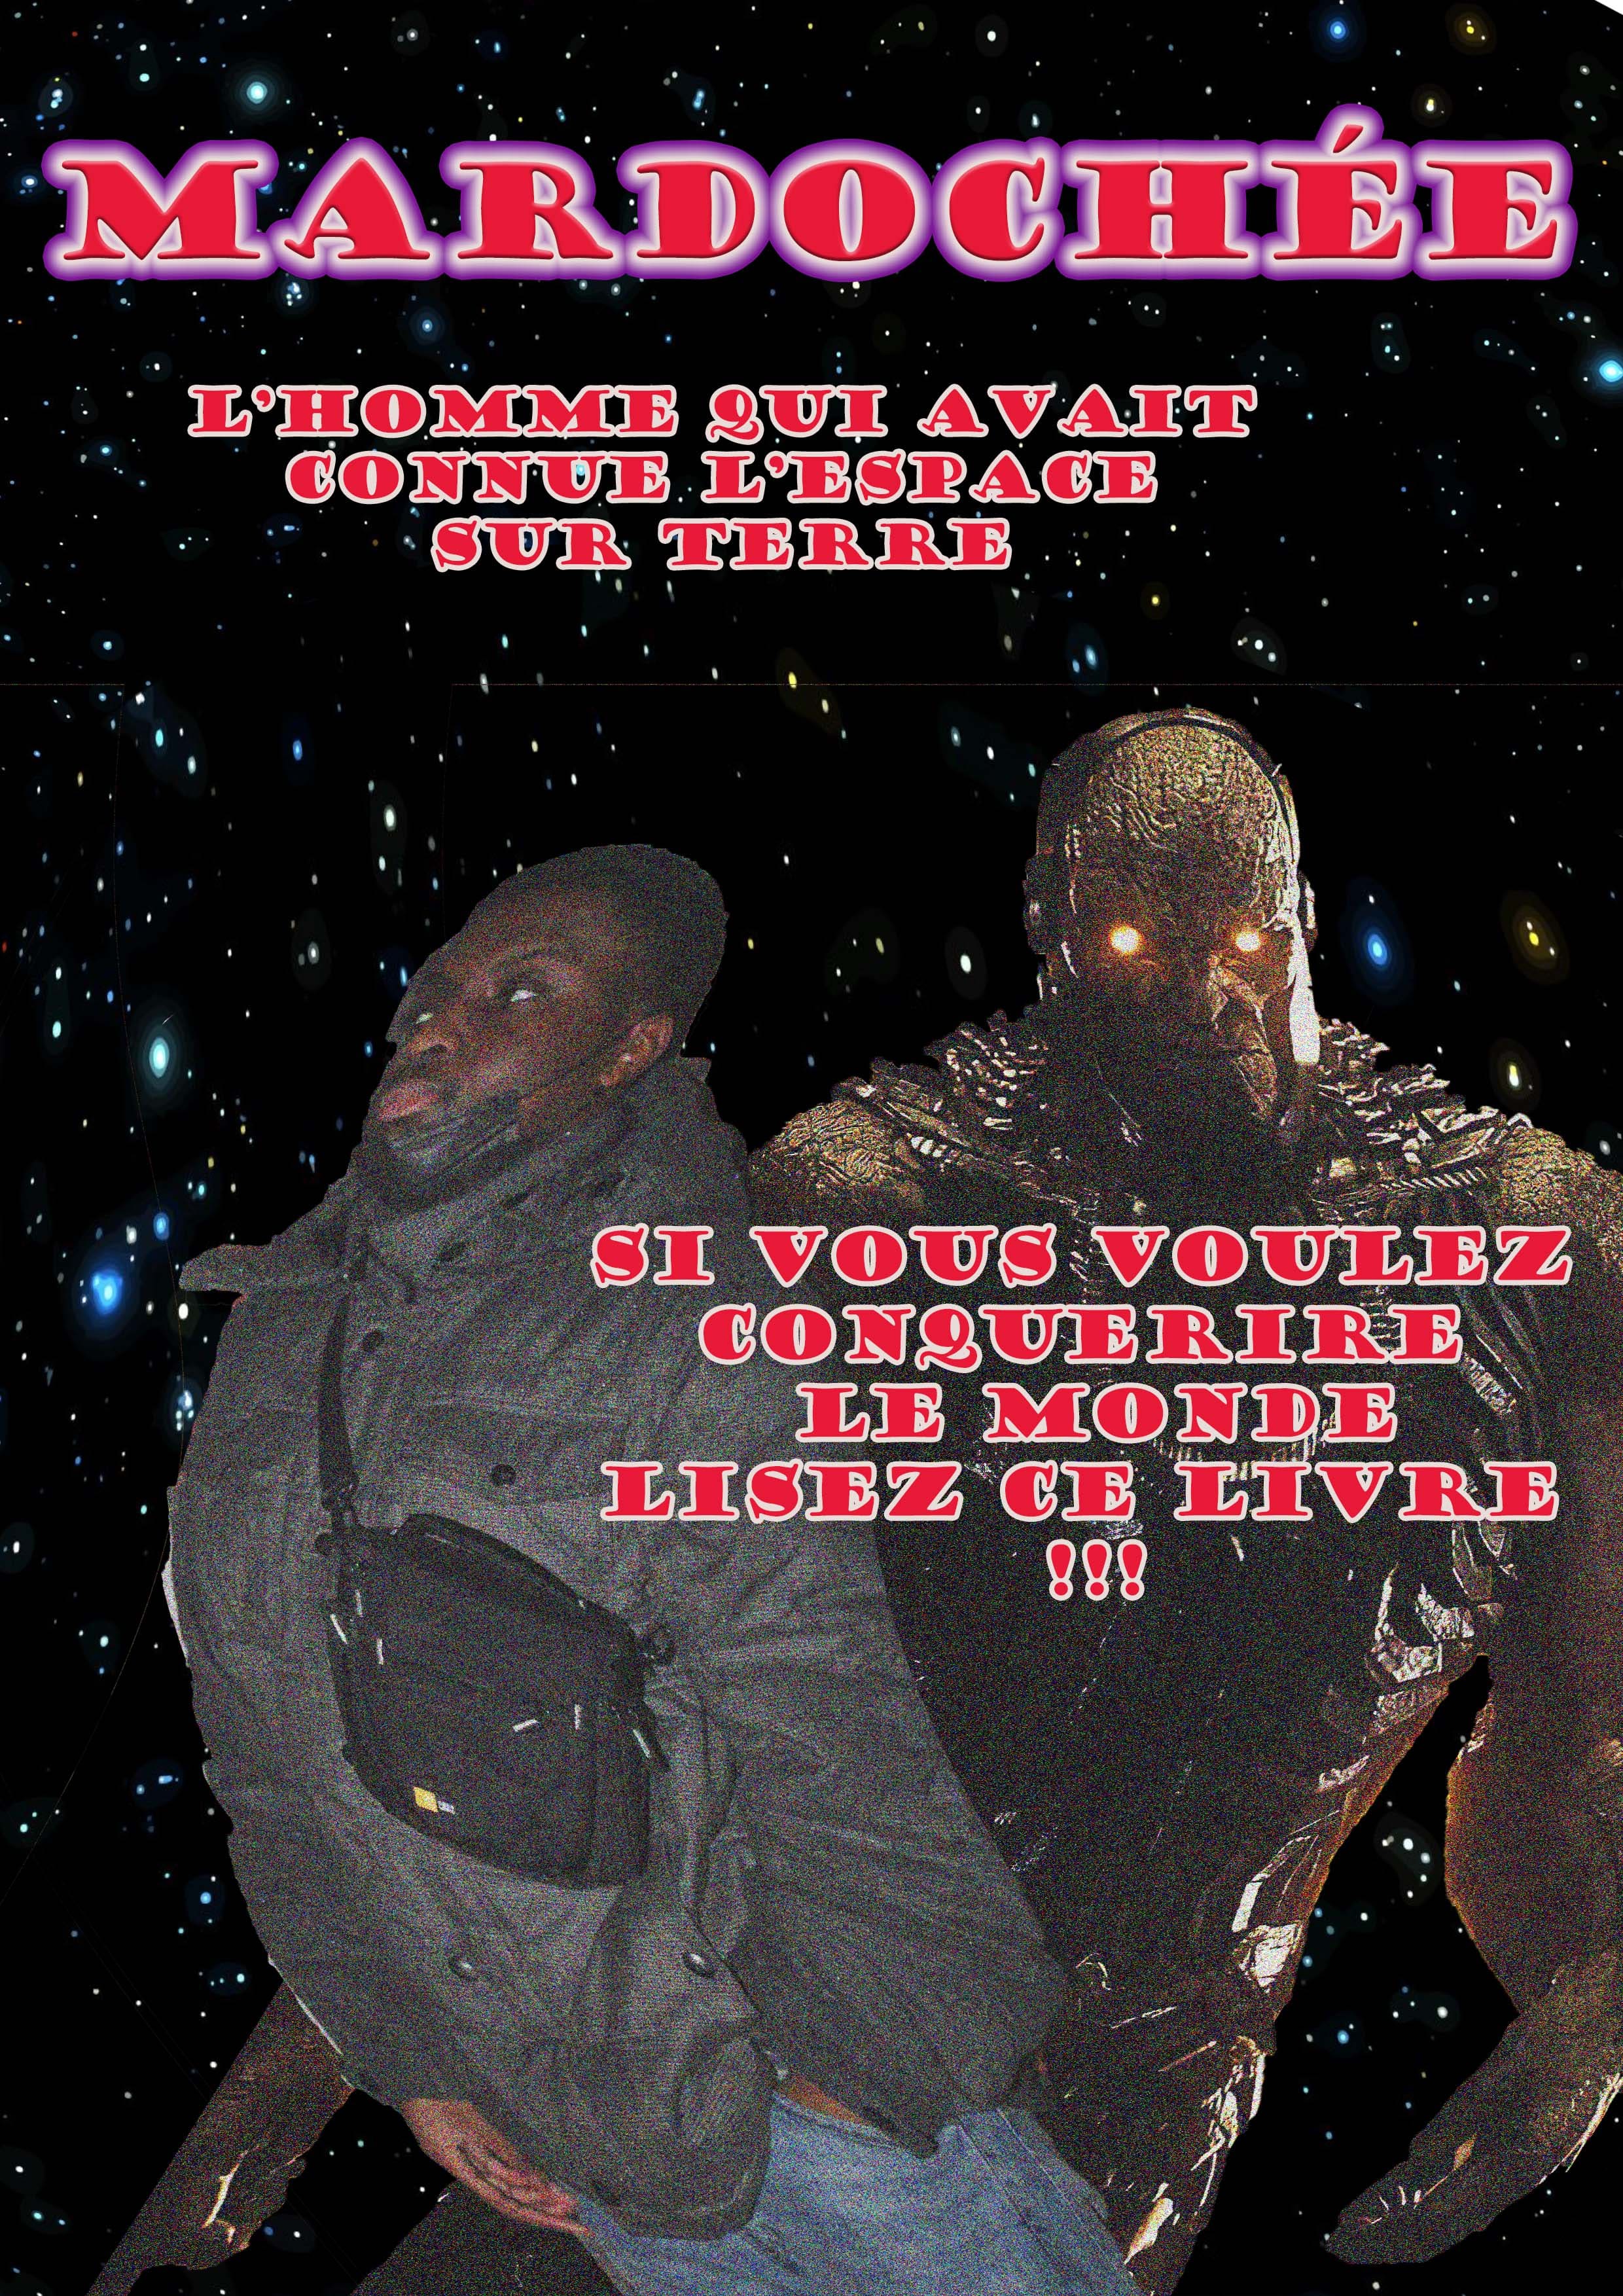 MARDOCHÉE
L'HOMME QUI AVAIT
CONNUE L'ESPACE
SUR TERRE
SI VOUS VOULEZ
CONQUERIRE
LE MONDE
LISEZ CE LIVRE
!!!